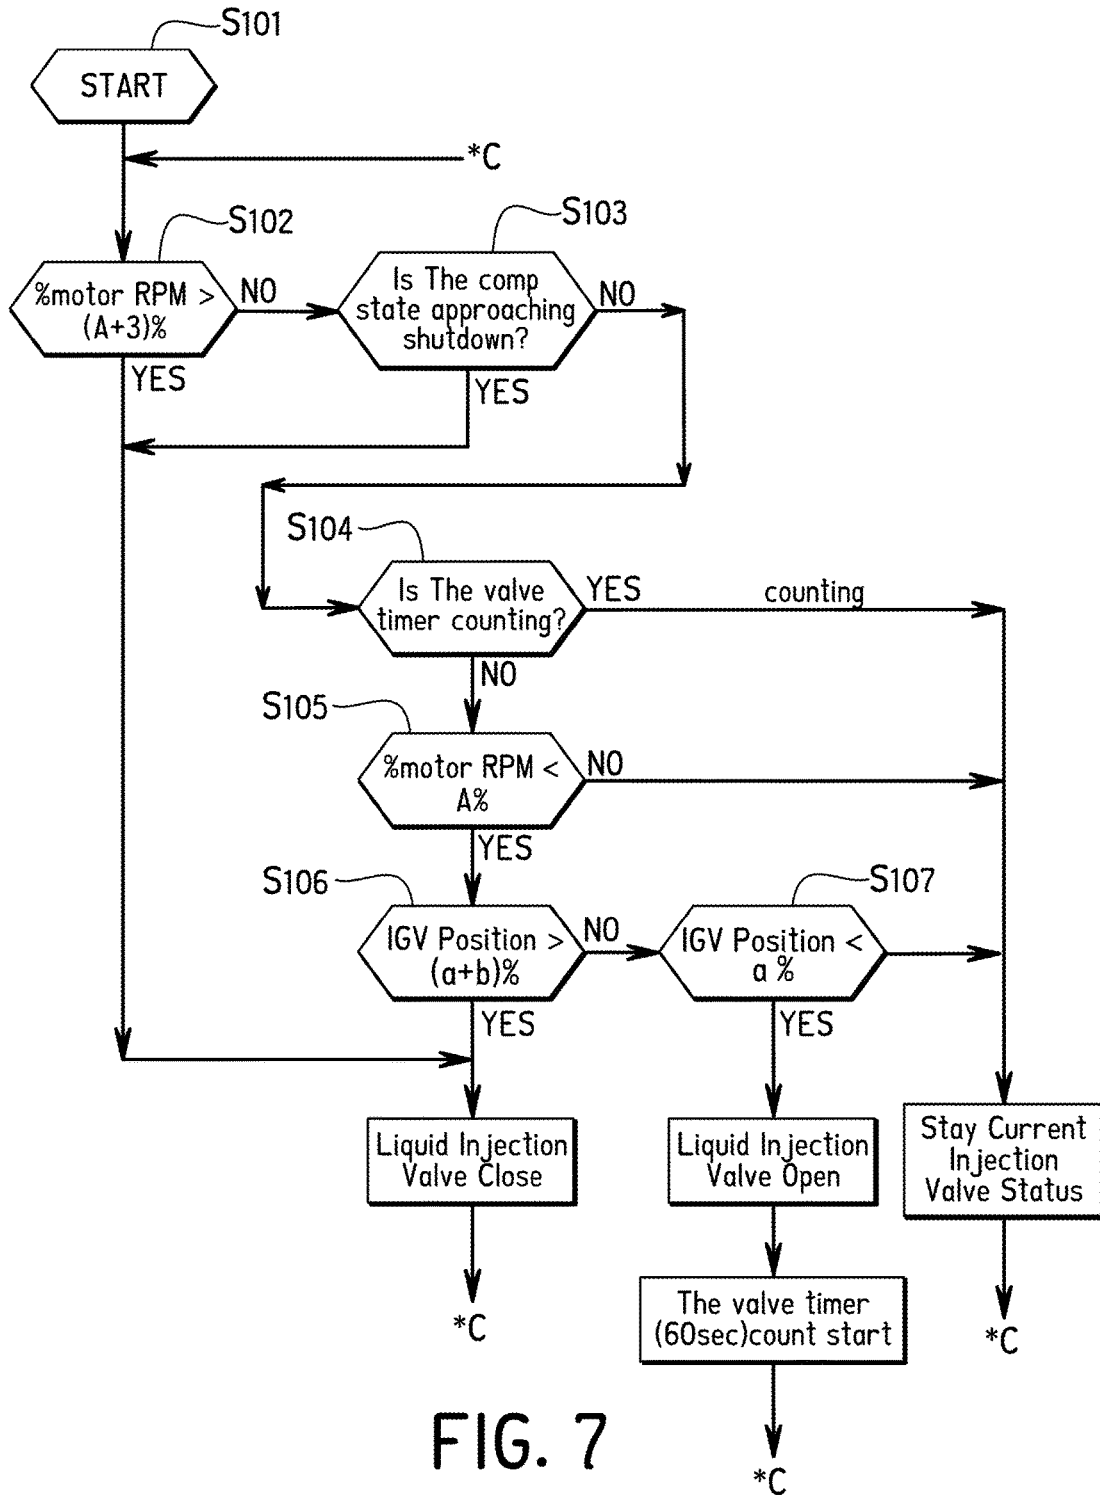 S101
START
*C
S102
%motor RPM >
(A+3)%
NO
YES
S103
Is The comp
state approaching
shutdown?
NO
YES
S104
Is The valve
timer counting?
YES
counting
NO
S105
%motor RPM <
A%
NO
YES
S106
IGV Position >
(a+b)%
NO
YES
S107
IGV Position <
a %
YES
Liquid Injection
Valve Close
*C
Liquid Injection
Valve Open
The valve timer
(60sec)count start
*C
Stay Current
Injection
Valve Status
*C
FIG. 7